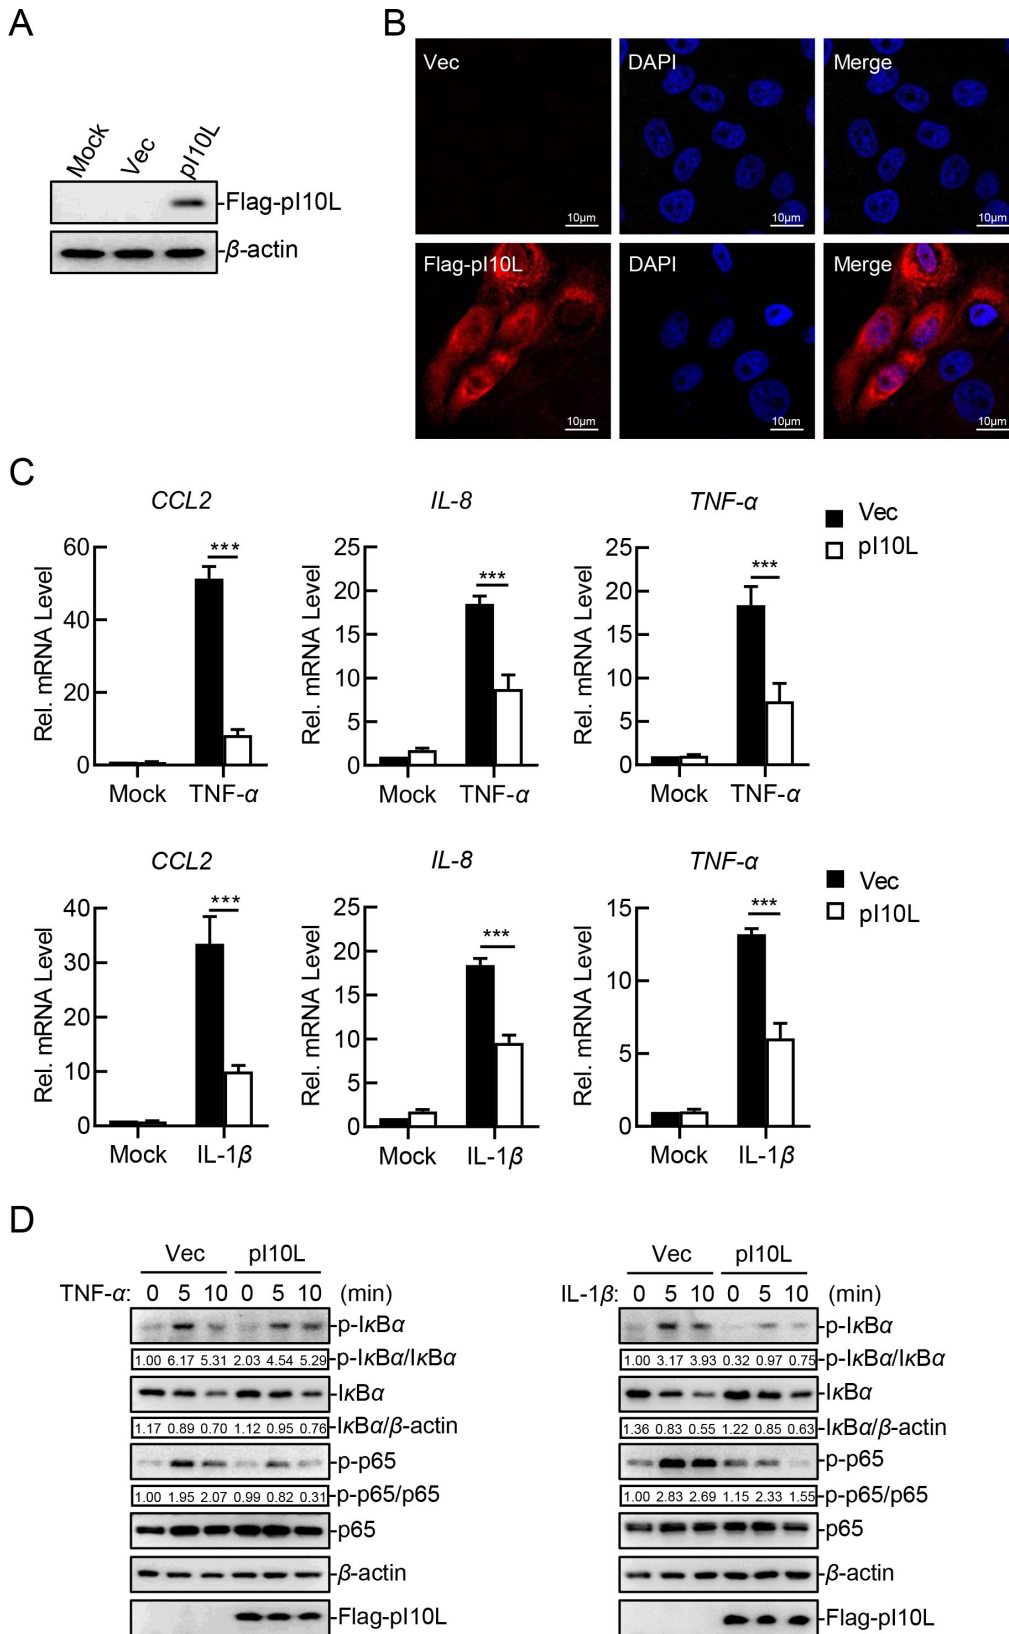 A
Mock Vec pI10L
-Flag-pI10L
-β-actin
B
Vec DAPI Merge
10μm 10μm 10μm
Flag-pI10L DAPI Merge
10μm 10μm 10μm
C
CCL2 IL-8 TNF-α
Vec
pI10L
Rel. mRNA Level
60
40
20
0
Mock TNF-α
Rel. mRNA Level
25
20
15
10
5
0
Mock TNF-α
Rel. mRNA Level
25
20
15
10
5
0
Mock TNF-α
*** *** ***
CCL2 IL-8 TNF-α
Vec
pI10L
Rel. mRNA Level
40
30
20
10
0
Mock IL-1β
Rel. mRNA Level
25
20
15
10
5
0
Mock IL-1β
Rel. mRNA Level
15
10
5
0
Mock IL-1β
*** *** ***
D
Vec pI10L
TNF-α: 0 5 10 0 5 10 (min)
-p-IκBα
1.00 6.17 5.31 2.03 4.54 5.29 -p-IκBα/IκBα
IκBα
1.17 0.89 0.70 1.12 0.95 0.76 -IκBα/β-actin
-p-p65
1.00 1.95 2.07 0.99 0.82 0.31 -p-p65/p65
-p65
-β-actin
-Flag-pI10L
Vec pI10L
IL-1β: 0 5 10 0 5 10 (min)
-p-IκBα
1.00 3.17 3.93 0.32 0.97 0.75 -p-IκBα/IκBα
IκBα
1.36 0.83 0.55 1.22 0.85 0.63 -IκBα/β-actin
-p-p65
1.00 2.83 2.69 1.15 2.33 1.55 -p-p65/p65
-p65
-β-actin
-Flag-pI10L